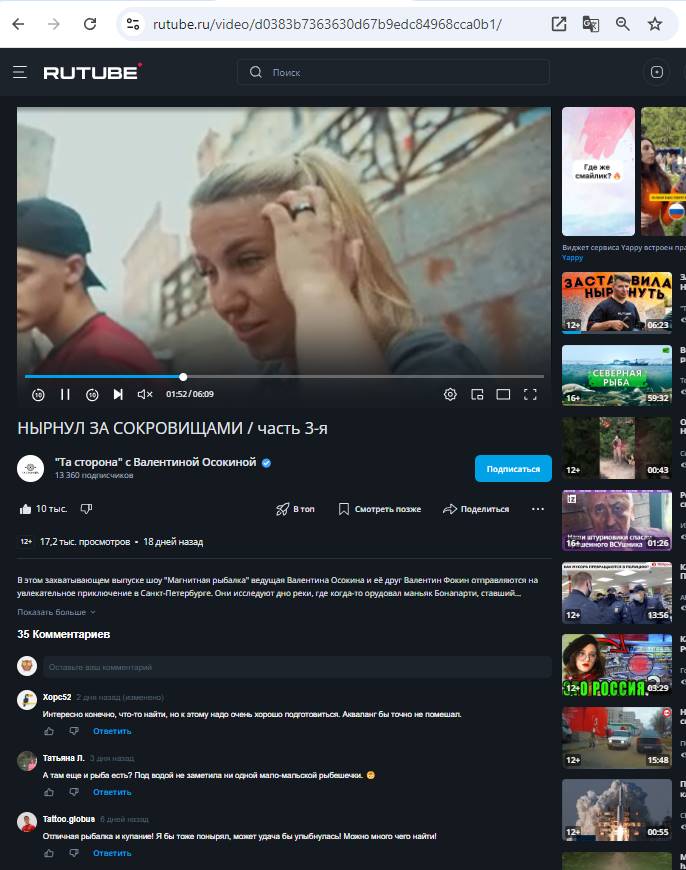 rutube.ru/video/d0383b7363630d67b9edc84968cca0b1/
RUTUBE
Поиск
10
10
01:52 / 06:09
НЫРНУЛ ЗА СОКРОВИЩАМИ / часть 3-я
"Та сторона" с Валентиной Осокиной
13 360 подписчиков
Подписаться
10 тыс.
В топ
Смотреть позже
Поделиться
12+
17,2 тыс. просмотров • 18 дней назад
В этом захватывающем выпуске шоу "Магнитная рыбалка" ведущая Валентина Осокина и её друг Валентин Фокин отправляются на
увлекательное приключение в Санкт-Петербурге. Они исследуют дно реки, где когда-то орудовал маньяк Бонапарти, ставший...
Показать больше
35 Комментариев
Оставьте ваш комментарий
Хорс52 2 дня назад (изменено)
Интересно конечно, что-то найти, но к атому надо очень хорошо подготовиться. Акваланг бы точно не помешал.
Ответить
Татьяна Л. 3 дня назад
А там еще и рыба есть? Под водой не заметила ни одной мало-мальской рыбешечки.
Ответить
Tattoo.globus 6 дней назад
Отличная рыбалка и купание! Я бы тоже понырял, может удача бы улыбнулась! Можно много чего найти!
Ответить
Где же
смайлик?
Виджет сервиса Yappy встроен пра
Yappy
ЗАСТАВИЛА
НЫРНУТЬ
12+
06:23
СЕВЕРНАЯ
РЫБА
16+
59:32
12+
00:43
Наши штурмовики спасли
16+
01:26
12+
13:56
ЭТО РОССИЯ?
12+
03:29
12+
15:48
12+
00:55